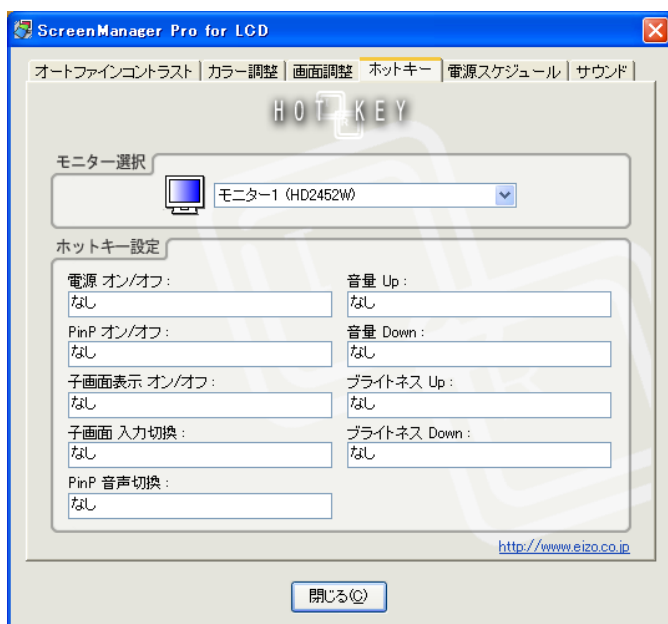 ScreenManager Pro for LCD
オートファインコントラスト カラー調整 画面調整 ホットキー 電源スケジュール サウンド
HOT KEY
モニター選択
モニター1 (HD2452W)
ホットキー設定
電源 オン/オフ : 音量 Up :
なし なし
PinP オン/オフ : 音量 Down :
なし なし
子画面表示 オン/オフ : ブライトネス Up :
なし なし
子画面 入力切換 : ブライトネス Down :
なし なし
PinP 音声切換 :
なし
http://www.eizo.co.jp
閉じる(C)